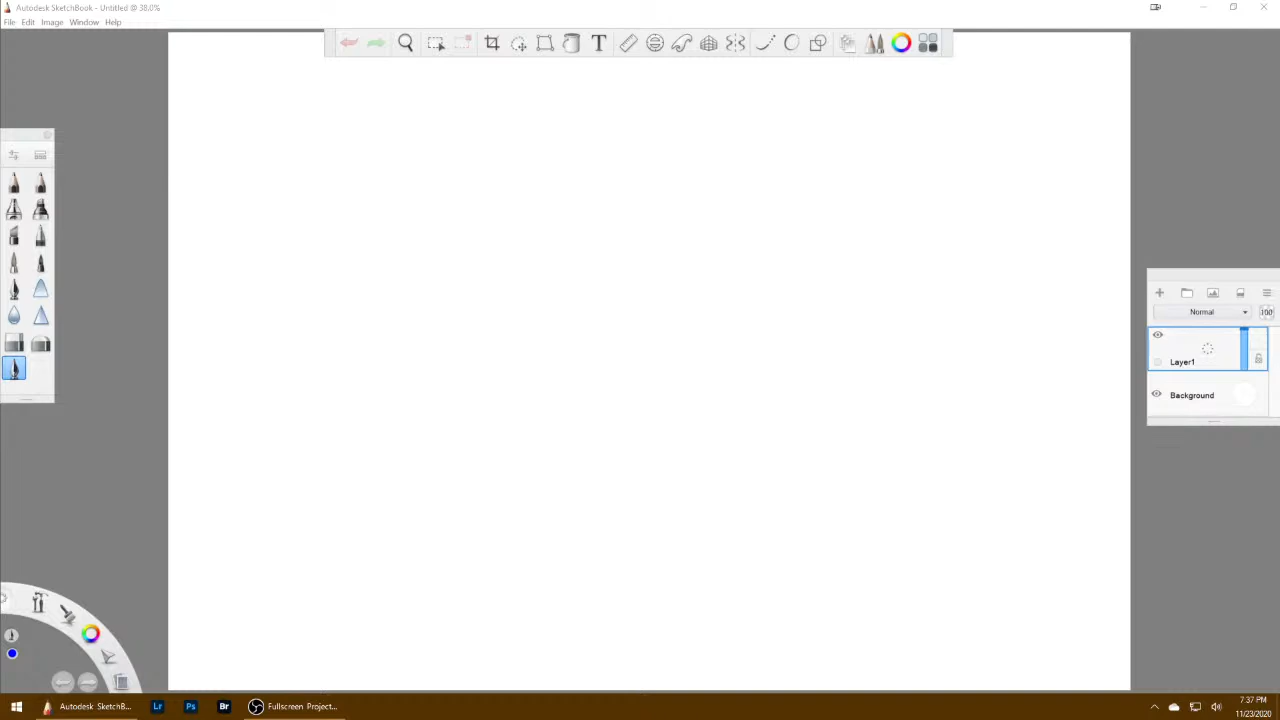 Autodesk SketchBook - Untitled @ 38.0%
File Edit Image Window Help
T
Normal 100
Layer1
Background
Autodesk SketchB... Lr Ps Br Fullscreen Project...
7:37 PM
11/23/2020